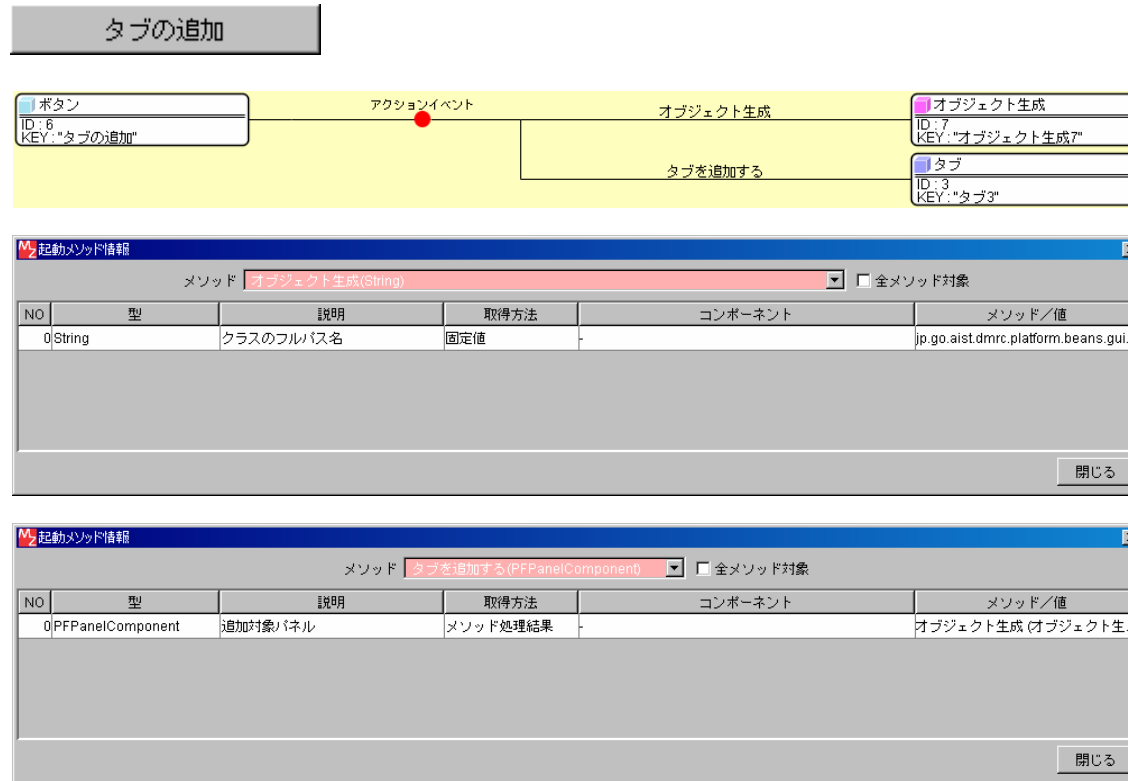 タブの追加
ボタン
ID : 6
KEY : "タブの追加"
アクションイベント
オブジェクト生成
オブジェクト生成
ID : 7
KEY : "オブジェクト生成7"
タブを追加する
タブ
ID : 3
KEY : "タブ3"
起動メソッド情報
メソッド オブジェクト生成(String) 全メソッド対象
NO 型 説明 取得方法 コンポーネント メソッド／値
0 String クラスのフルパス名 固定値 - jp.go.aist.dmrc.platform.beans.gui.
閉じる
起動メソッド情報
メソッド タブを追加する(PFPanelComponent) 全メソッド対象
NO 型 説明 取得方法 コンポーネント メソッド／値
0 PFPanelComponent 追加対象パネル メソッド処理結果 - オブジェクト生成 (オブジェクト生.
閉じる